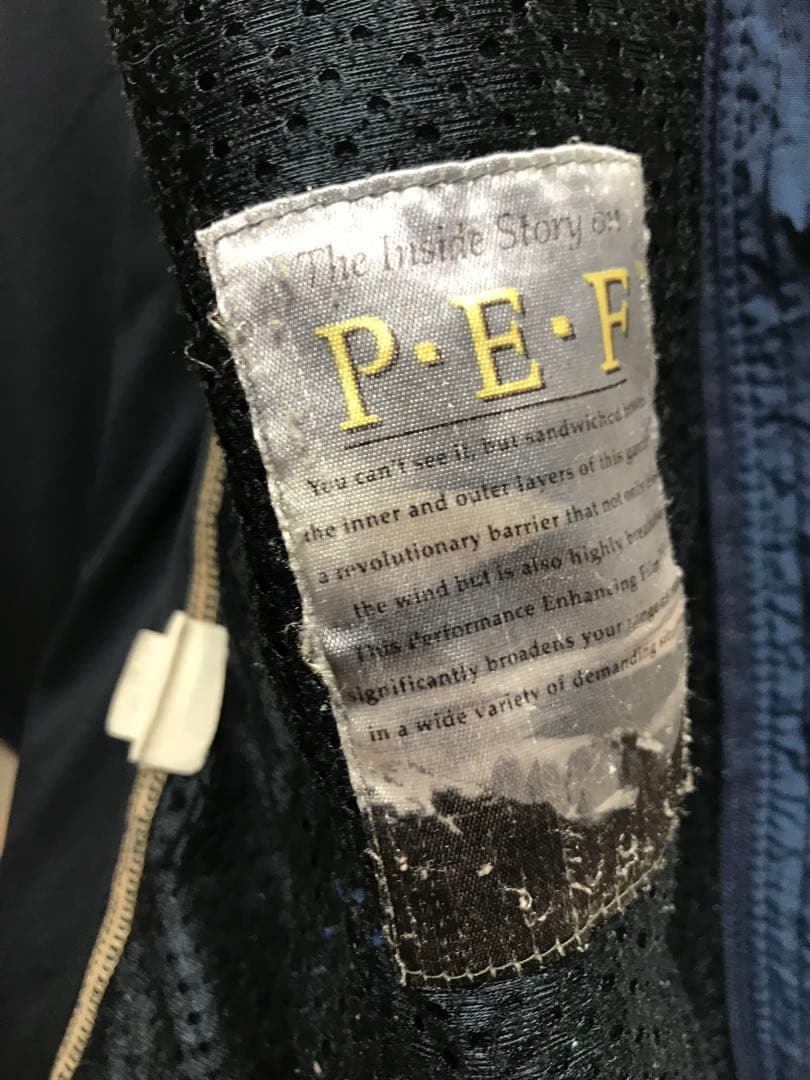 The Inside Story on
P·E·F
You can't see it, but sandwiched
the inner and outer layers of this
a revolutionary barrier that not only
the wind but is also highly
This Performance Enhancing Film
significantly broadens your range
in a wide variety of demanding